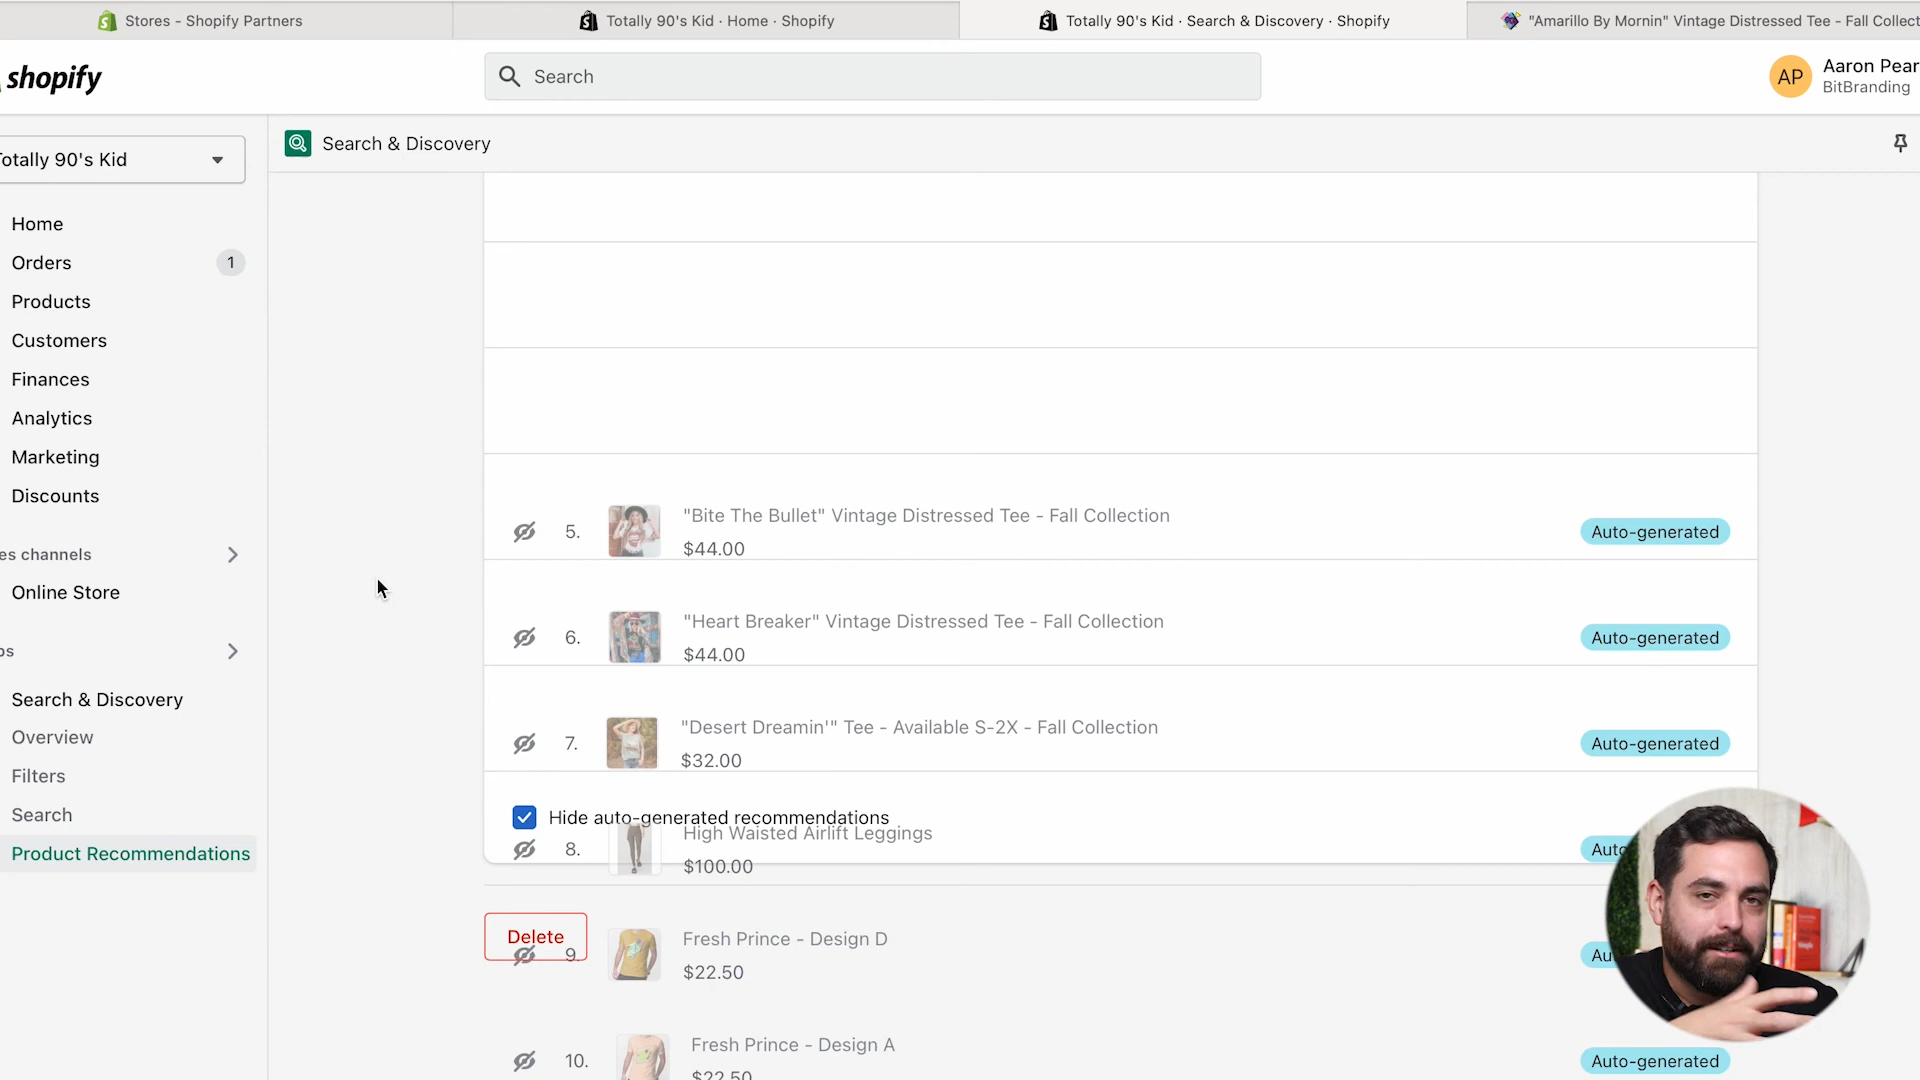 Stores - Shopify Partners
Totally 90's Kid · Home · Shopify
Totally 90's Kid · Search & Discovery · Shopify
"Amarillo By Mornin" Vintage Distressed Tee - Fall Collect
shopify
Search
AP
Aaron Pear
BitBranding
Totally 90's Kid
Search & Discovery
Home
Orders
1
Products
Customers
Finances
Analytics
Marketing
Discounts
es channels
Online Store
ps
Search & Discovery
Overview
Filters
Search
Product Recommendations
5.
"Bite The Bullet" Vintage Distressed Tee - Fall Collection
$44.00
Auto-generated
6.
"Heart Breaker" Vintage Distressed Tee - Fall Collection
$44.00
Auto-generated
7.
"Desert Dreamin'" Tee - Available S-2X - Fall Collection
$32.00
Auto-generated
Hide auto-generated recommendations
8.
High Waisted Airlift Leggings
$100.00
Auto
Delete
9.
Fresh Prince - Design D
$22.50
Au
10.
Fresh Prince - Design A
$22.50
Auto-generated